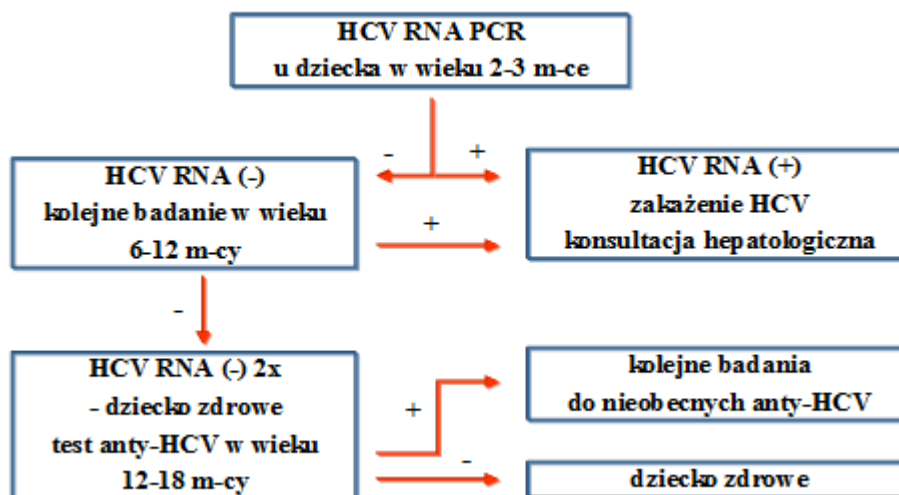 HCV RNA PCR
u dziecka w wieku 2-3 m-ce
- +
HCV RNA (-)
kolejne badanie w wieku
6-12 m-cy
+
HCV RNA (+)
zakażenie HCV
konsultacja hepatologiczna
-
HCV RNA (-) 2x
- dziecko zdrowe
test anty-HCV w wieku
12-18 m-cy
+
kolejne badania
do nieobecnych anty-HCV
-
dziecko zdrowe